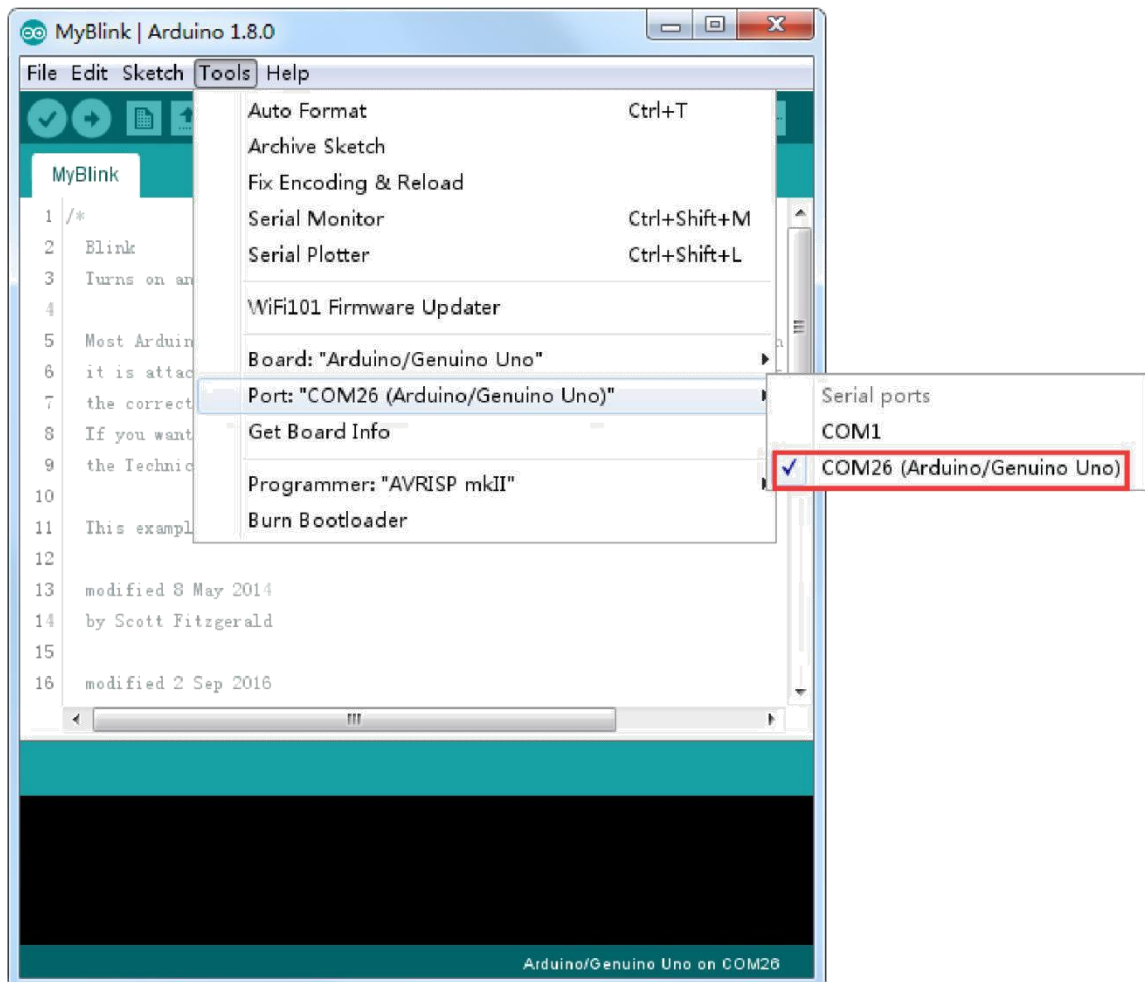 MyBlink | Arduino 1.8.0
File Edit Sketch Tools Help
Auto Format Ctrl+T
Archive Sketch
Fix Encoding & Reload
Serial Monitor Ctrl+Shift+M
Serial Plotter Ctrl+Shift+L
WiFi101 Firmware Updater
Board: "Arduino/Genuino Uno"
Port: "COM26 (Arduino/Genuino Uno)"
Get Board Info
Programmer: "AVRISP mkII"
Burn Bootloader
Serial ports
COM1
COM26 (Arduino/Genuino Uno)
MyBlink
1 /*
2 Blink
3 Turns on an
4
5 Most Arduin
6 it is attac
7 the correct
8 If you want
9 the Technic
10
11 This exampl
12
13 modified 8 May 2014
14 by Scott Fitzgerald
15
16 modified 2 Sep 2016
Arduino/Genuino Uno on COM26